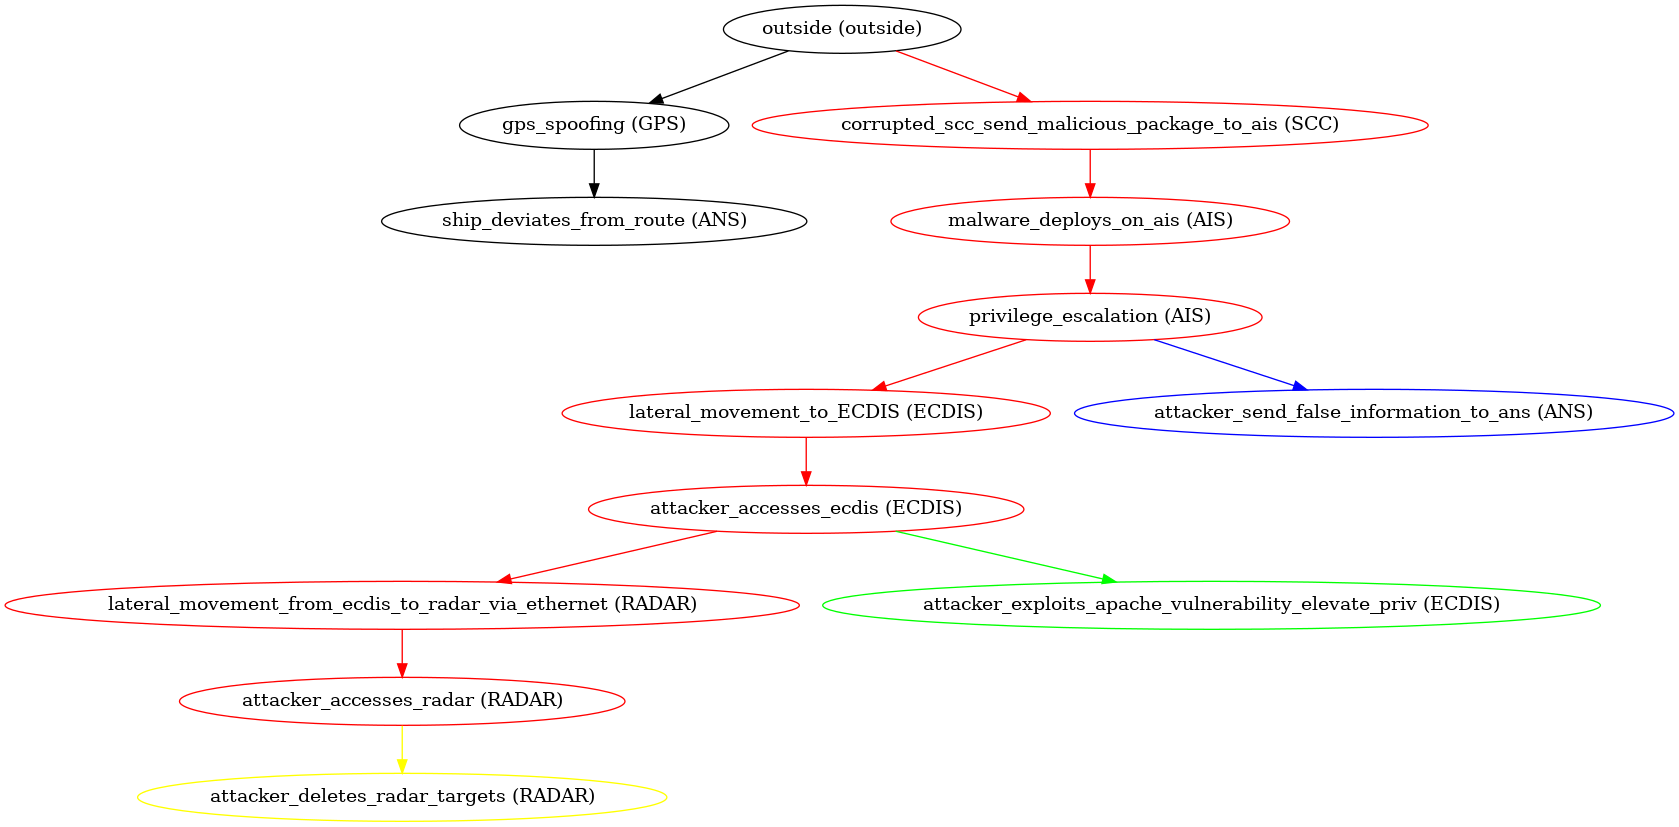 outside (outside)
gps_spoofing (GPS)
corrupted_scc_send_malicious_package_to_ais (SCC)
ship_deviates_from_route (ANS)
malware_deploys_on_ais (AIS)
privilege_escalation (AIS)
lateral_movement_to_ECDIS (ECDIS)
attacker_send_false_information_to_ans (ANS)
attacker_accesses_ecdis (ECDIS)
lateral_movement_from_ecdis_to_radar_via_ethernet (RADAR)
attacker_exploits_apache_vulnerability_elevate_priv (ECDIS)
attacker_accesses_radar (RADAR)
attacker_deletes_radar_targets (RADAR)